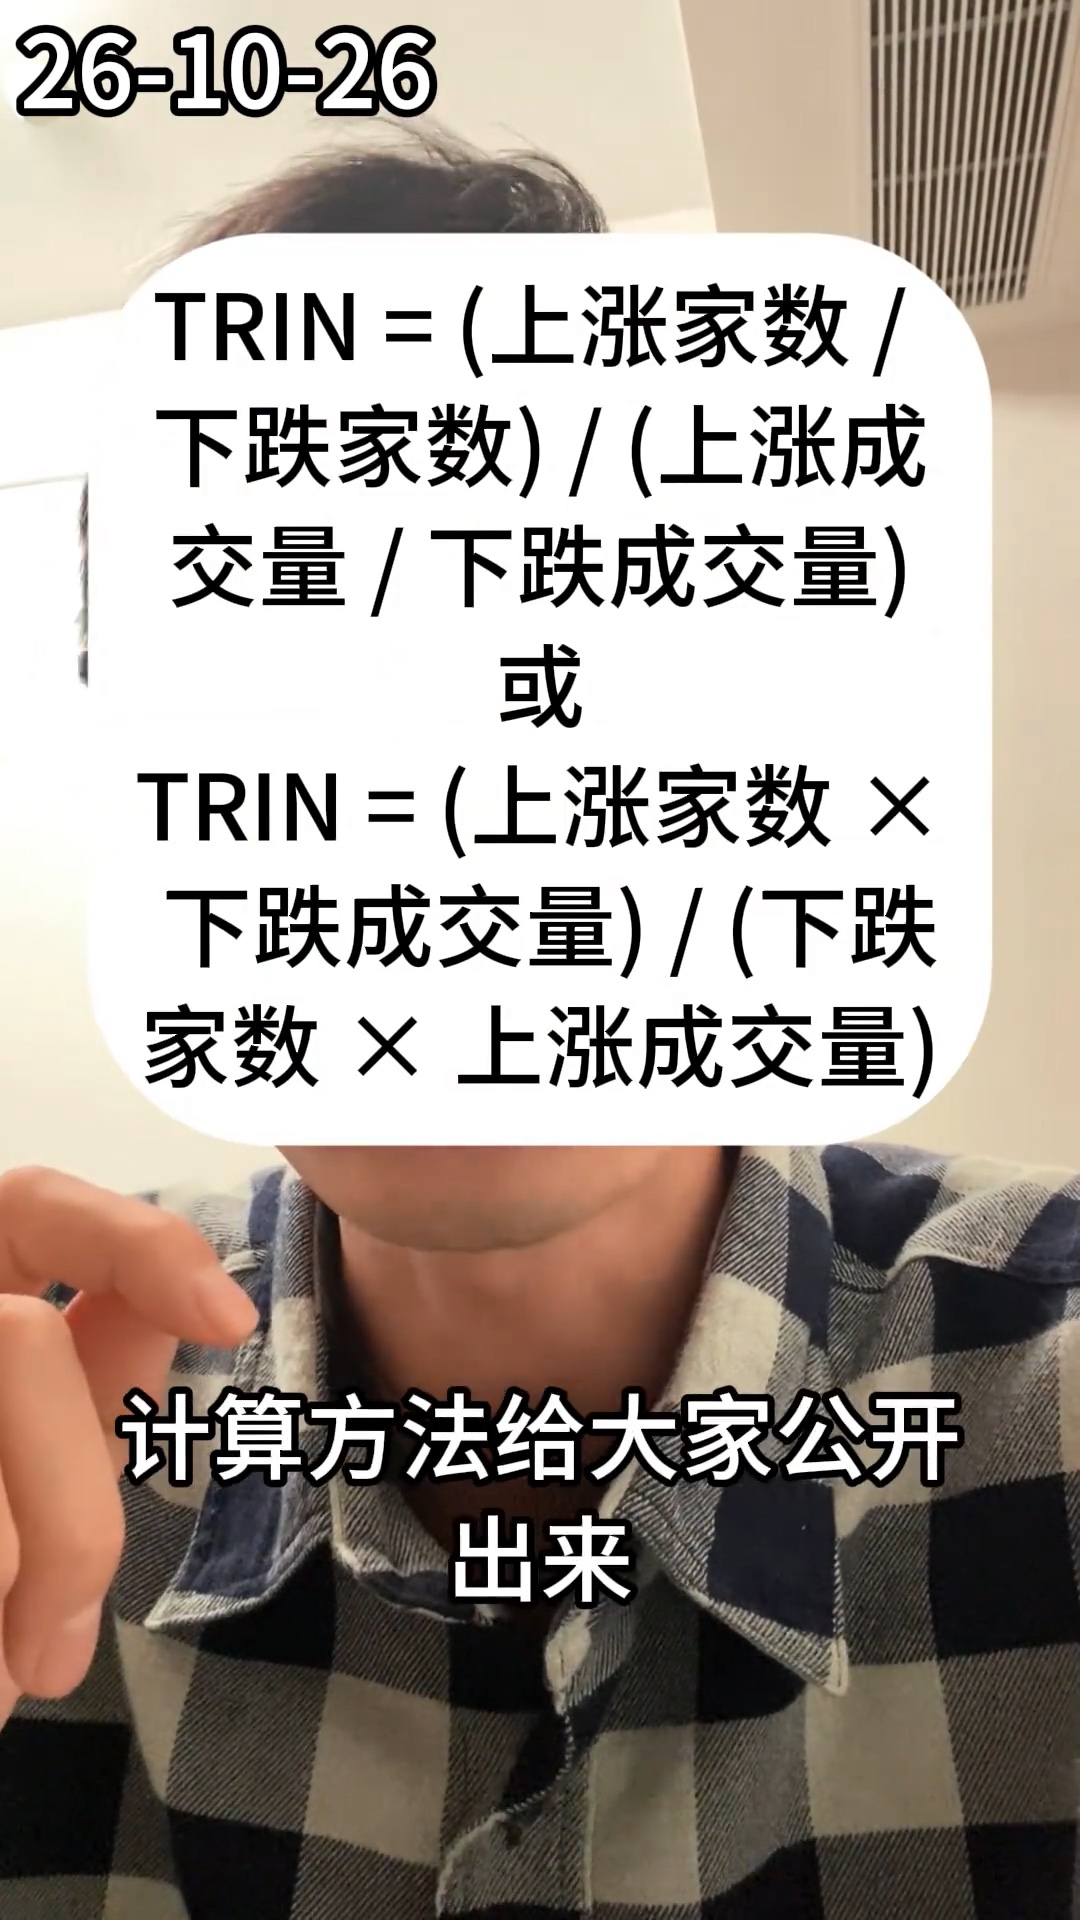 26-10-26
TRIN = (上涨家数 /
下跌家数) / (上涨成
交量 / 下跌成交量)
或
TRIN = (上涨家数 ×
下跌成交量) / (下跌
家数 × 上涨成交量)
计算方法给大家公开
出来